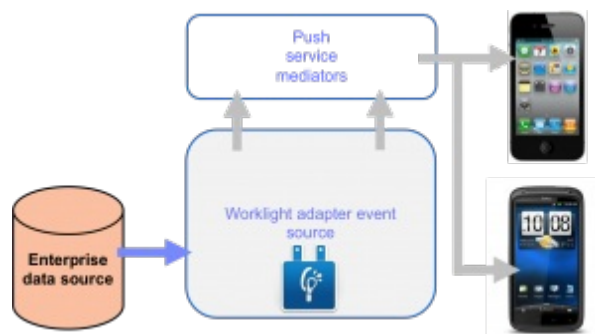 Push
service
mediators
Worklight adapter event
source
Enterprise
data source
10 08